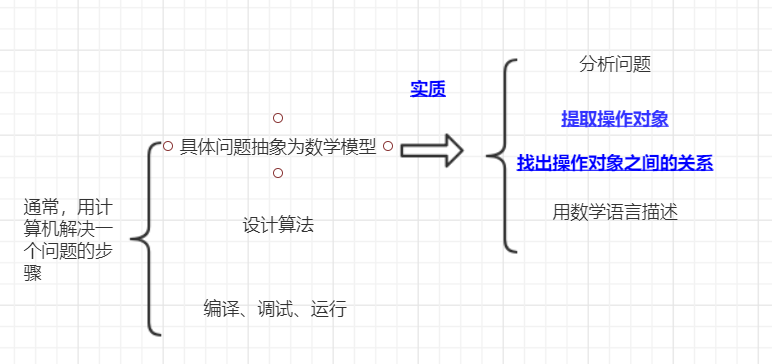 通常，用计
算机解决一
个问题的步
骤
具体问题抽象为数学模型
设计算法
编译、调试、运行
实质
分析问题
提取操作对象
找出操作对象之间的关系
用数学语言描述